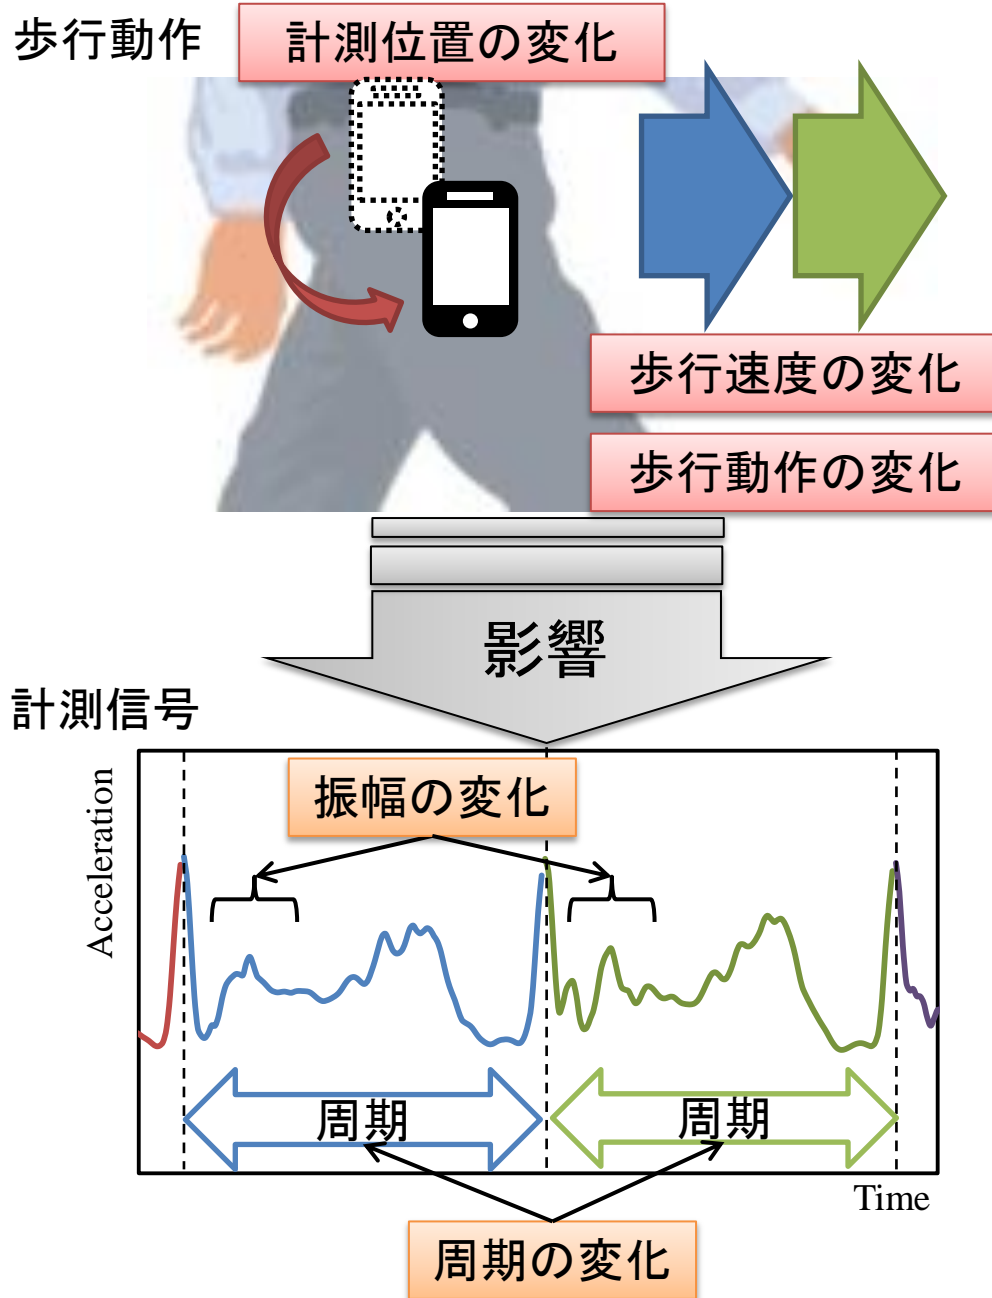 歩行動作
計測位置の変化
歩行速度の変化
歩行動作の変化
影響
計測信号
振幅の変化
Acceleration
周期
周期
Time
周期の変化